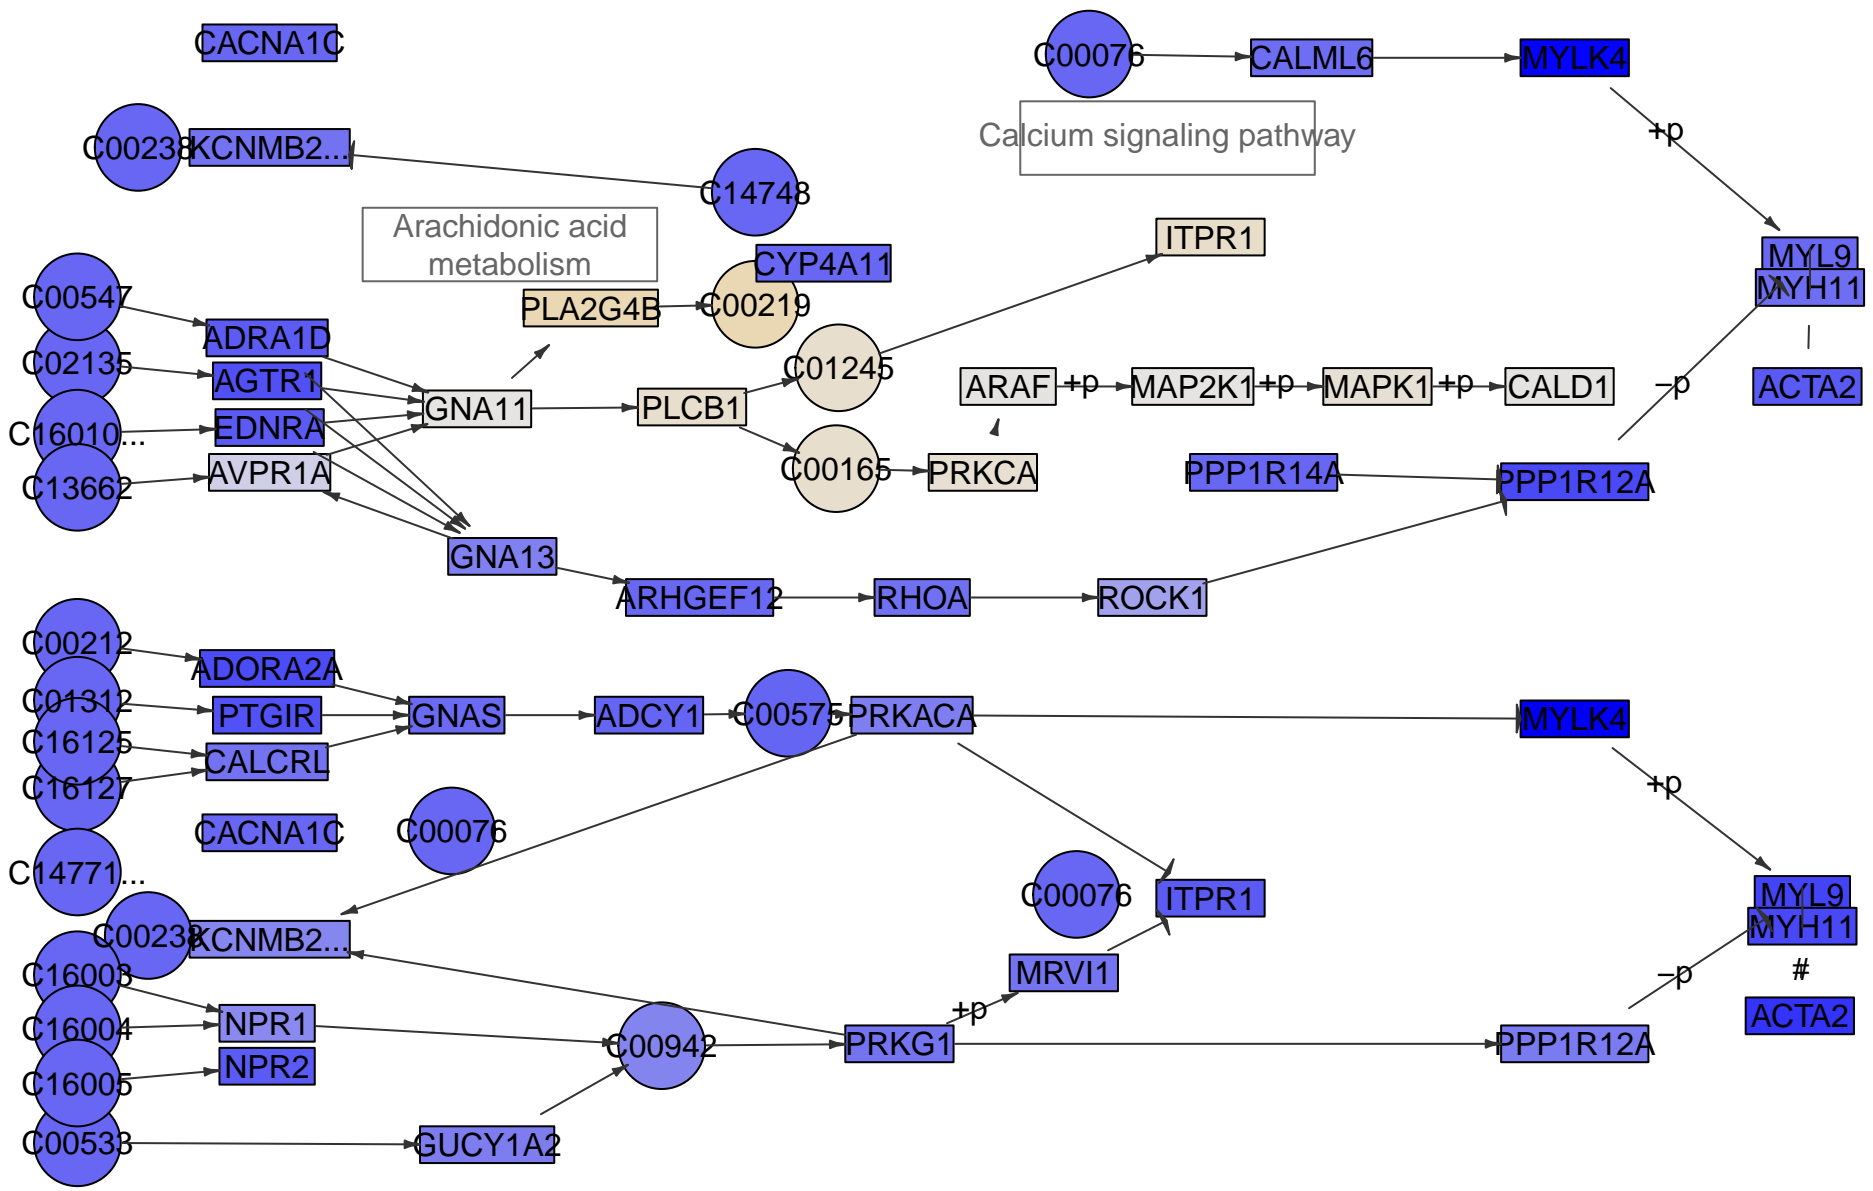 CACNA1C
C00076
CALML6
MYLK4
+p
Calcium signaling pathway
C00238
KCNMB2...
C14748
Arachidonic acid
metabolism
ITPR1
CYP4A11
MYL9
MYH11
C00547
PLA2G4B
C00219
ADRA1D
C02135
AGTR1
C01245
ARAF
+p
MAP2K1
+p
MAPK1
+p
CALD1
–p
ACTA2
GNA11
PLCB1
C16010...
EDNRA
AVPR1A
C13662
C00165
PRKCA
PPP1R14A
PPP1R12A
GNA13
ARHGEF12
RHOA
ROCK1
C00212
ADORA2A
C01312
PTGIR
GNAS
ADCY1
C00575
PRKACA
MYLK4
C16125
CALCRL
C16127
+p
CACNA1C
C00076
C14771...
C00076
ITPR1
MYL9
MYH11
C00238
KCNMB2...
C16003
MRVI1
–p
#
+p
ACTA2
C16004
NPR1
C00942
PRKG1
PPP1R12A
NPR2
C16005
C00533
GUCY1A2